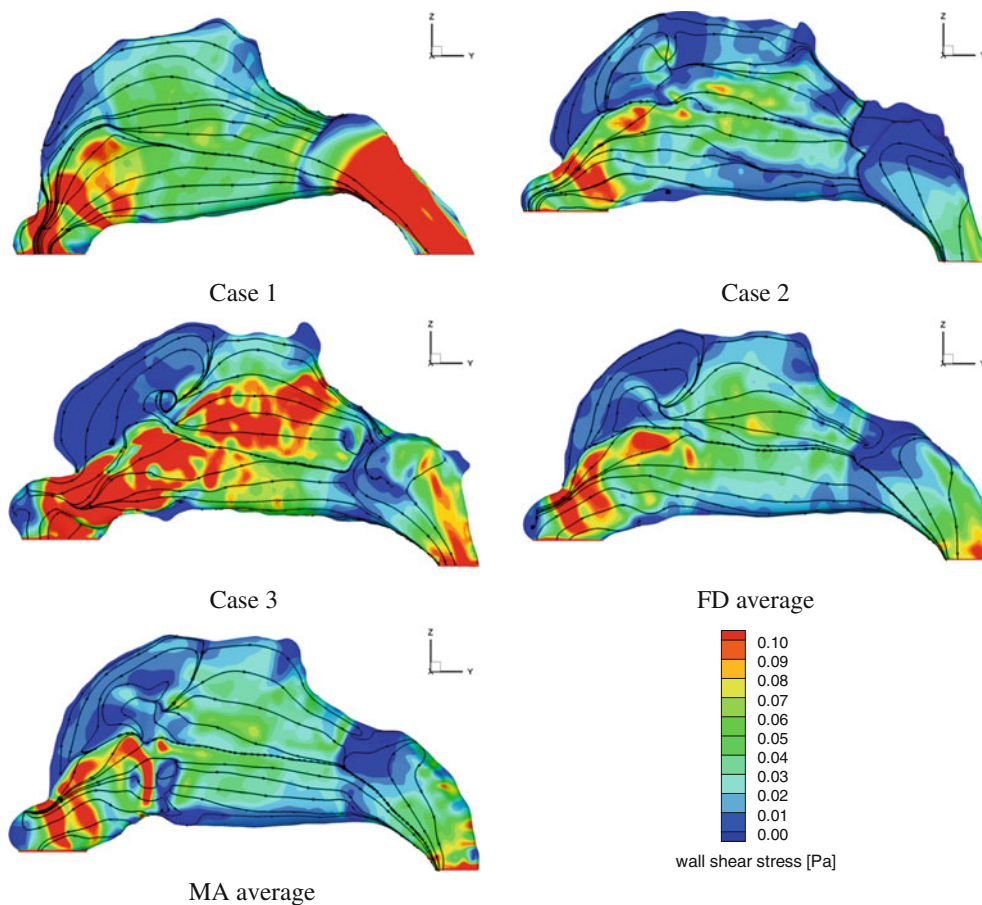 Z
X
Y
Z
X
Y
Case 1
Case 2
Z
X
Y
Z
X
Y
Case 3
FD average
Z
X
Y
0.10
0.09
0.08
0.07
0.06
0.05
0.04
0.03
0.02
0.01
0.00
wall shear stress [Pa]
MA average